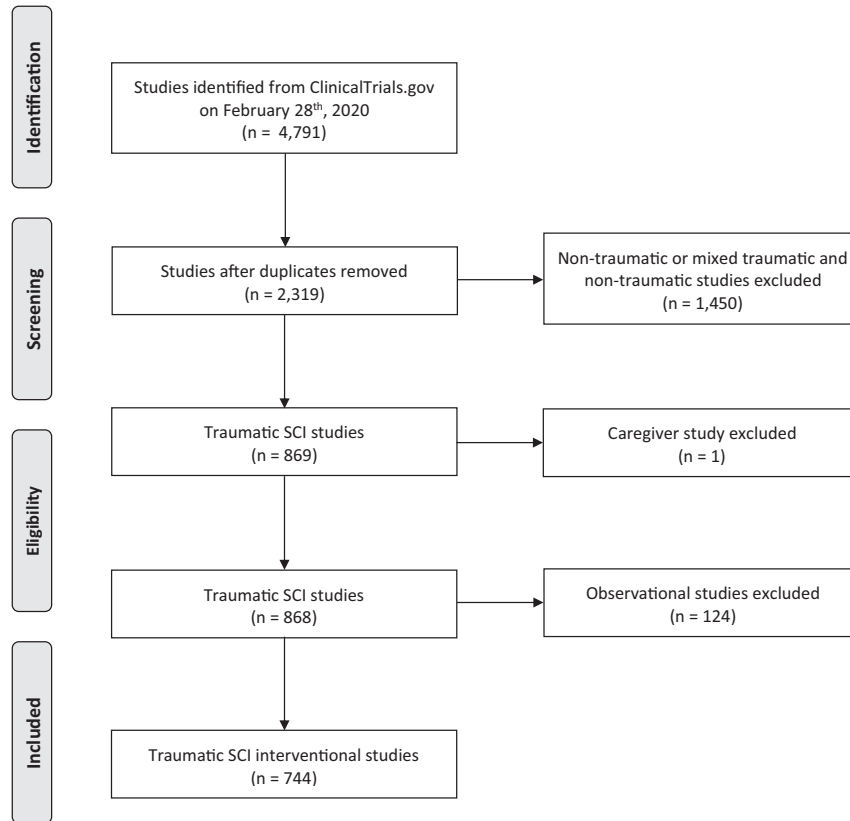 Identification
Studies identified from ClinicalTrials.gov
on February 28th, 2020
(n = 4,791)
Screening
Studies after duplicates removed
(n = 2,319)
Non-traumatic or mixed traumatic and
non-traumatic studies excluded
(n = 1,450)
Eligibility
Traumatic SCI studies
(n = 869)
Caregiver study excluded
(n = 1)
Traumatic SCI studies
(n = 868)
Observational studies excluded
(n = 124)
Included
Traumatic SCI interventional studies
(n = 744)